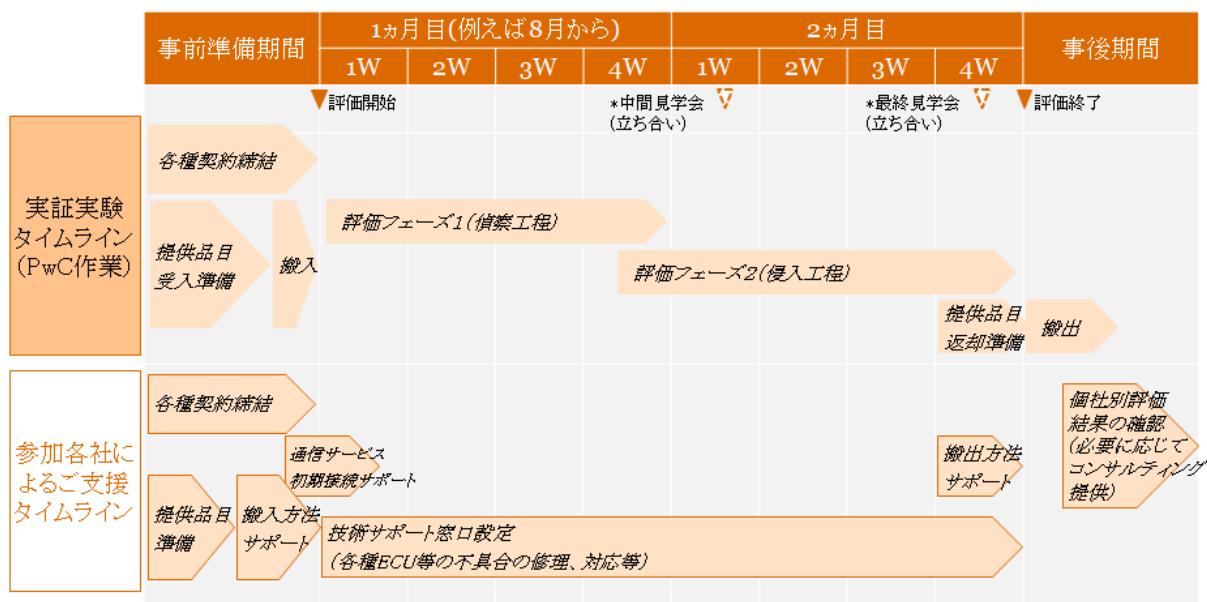 事前準備期間
1ヵ月目(例えば8月から)
2ヵ月目
事後期間
1W
2W
3W
4W
1W
2W
3W
4W
評価開始
*中間見学会
(立ち合い)
*最終見学会
(立ち合い)
評価終了
実証実験
タイムライン
(PwC作業)
各種契約締結
提供品目
受入準備
搬入
評価フェーズ1(偵察工程)
評価フェーズ2(侵入工程)
提供品目
返却準備
搬出
参加各社に
よるご支援
タイムライン
各種契約締結
通信サービス
初期接続サポート
提供品目
準備
搬入方法
サポート
技術サポート窓口設定
(各種ECU等の不具合の修理、対応等)
搬出方法
サポート
個社別評価
結果の確認
(必要に応じて
コンサルティング
提供)